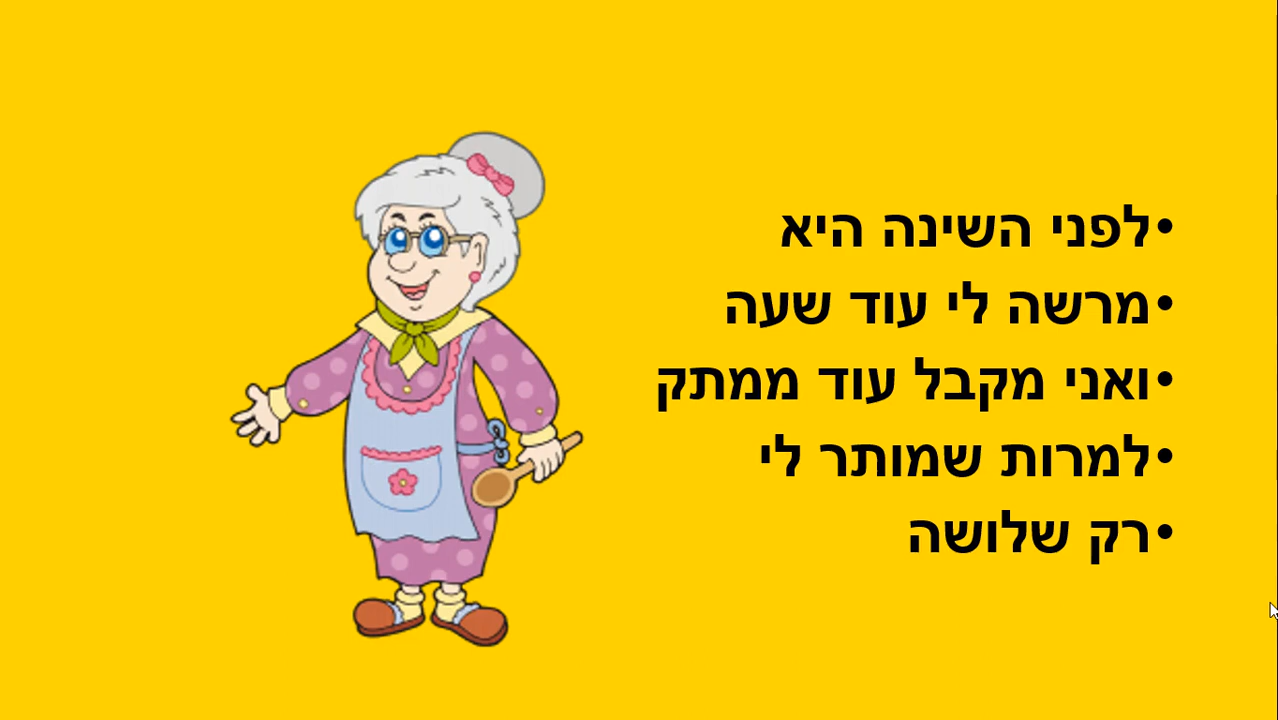 •לפני השינה היא
•מרשה לי עוד שעה
•ואני מקבל עוד ממתק
•למרות שמותר לי
•רק שלושה